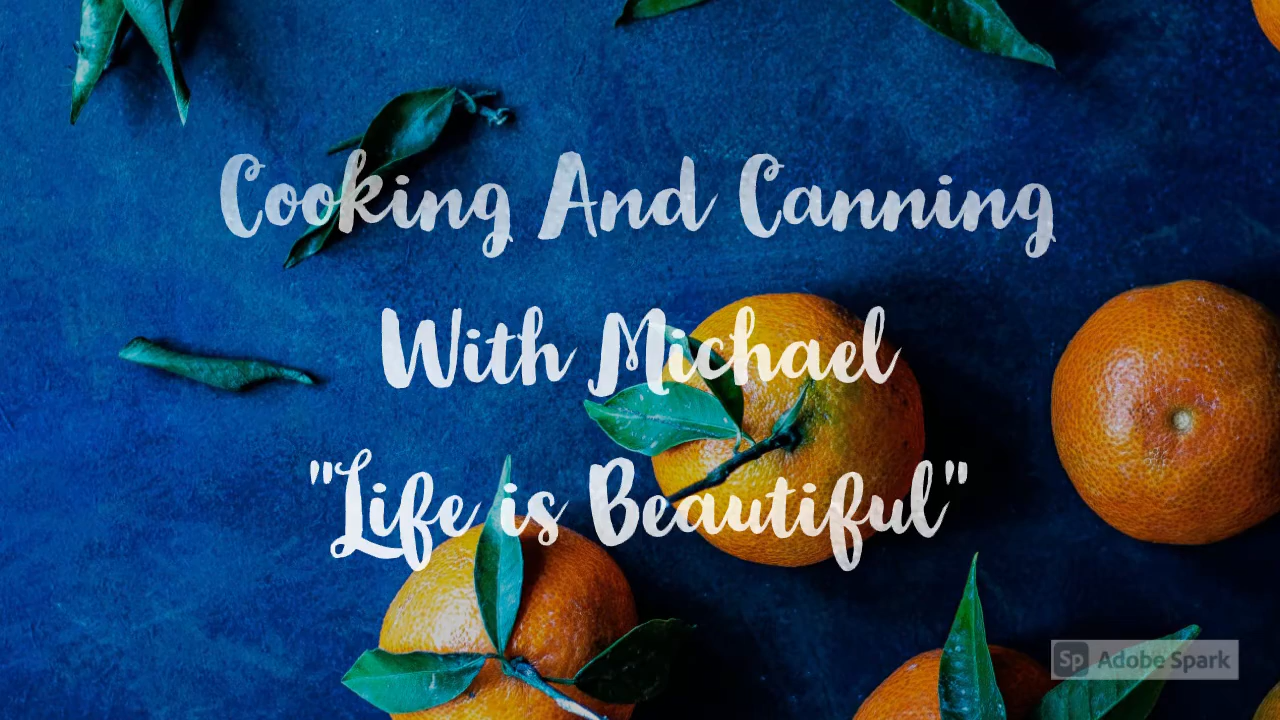 Cooking And Canning
With Michael
"Life is Beautiful"
Sp Adobe Spark